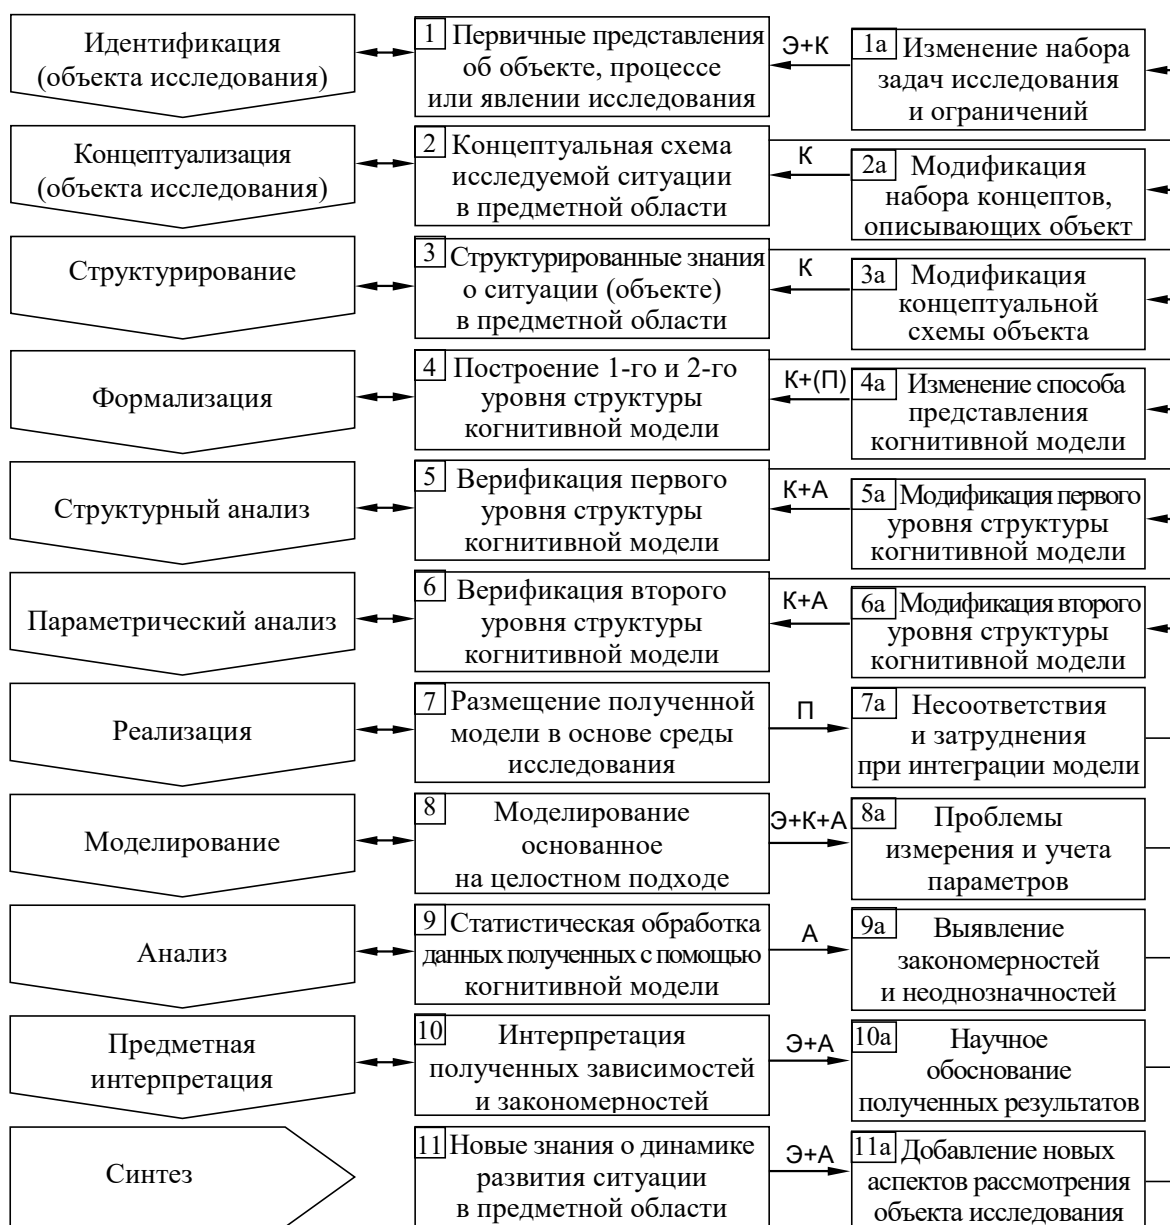 Идентификация
(объекта исследования)
1 Первичные представления
об объекте, процессе
или явлении исследования
Э+К
1а Изменение набора
задач исследования
и ограничений
Концептуализация
(объекта исследования)
2 Концептуальная схема
исследуемой ситуации
в предметной области
К
2а Модификация
набора концептов,
описывающих объект
Структурирование
3 Структурированные знания
о ситуации (объекте)
в предметной области
К
3а Модификация
концептуальной
схемы объекта
Формализация
4 Построение 1-го и 2-го
уровня структуры
когнитивной модели
К+(П)
4а Изменение способа
представления
когнитивной модели
Структурный анализ
5 Верификация первого
уровня структуры
когнитивной модели
К+А
5а Модификация первого
уровня структуры
когнитивной модели
Параметрический анализ
6 Верификация второго
уровня структуры
когнитивной модели
К+А
6а Модификация второго
уровня структуры
когнитивной модели
Реализация
7 Размещение полученной
модели в основе среды
исследования
П
7а Несоответствия
и затруднения
при интеграции модели
Моделирование
8 Моделирование
основанное
на целостном подходе
Э+К+А
8а Проблемы
измерения и учета
параметров
Анализ
9 Статистическая обработка
данных полученных с помощью
когнитивной модели
А
9а Выявление
закономерностей
и неоднозначностей
Предметная
интерпретация
10 Интерпретация
полученных зависимостей
и закономерностей
Э+А
10а Научное
обоснование
полученных результатов
Синтез
11 Новые знания о динамике
развития ситуации
в предметной области
Э+А
11а Добавление новых
аспектов рассмотрения
объекта исследования